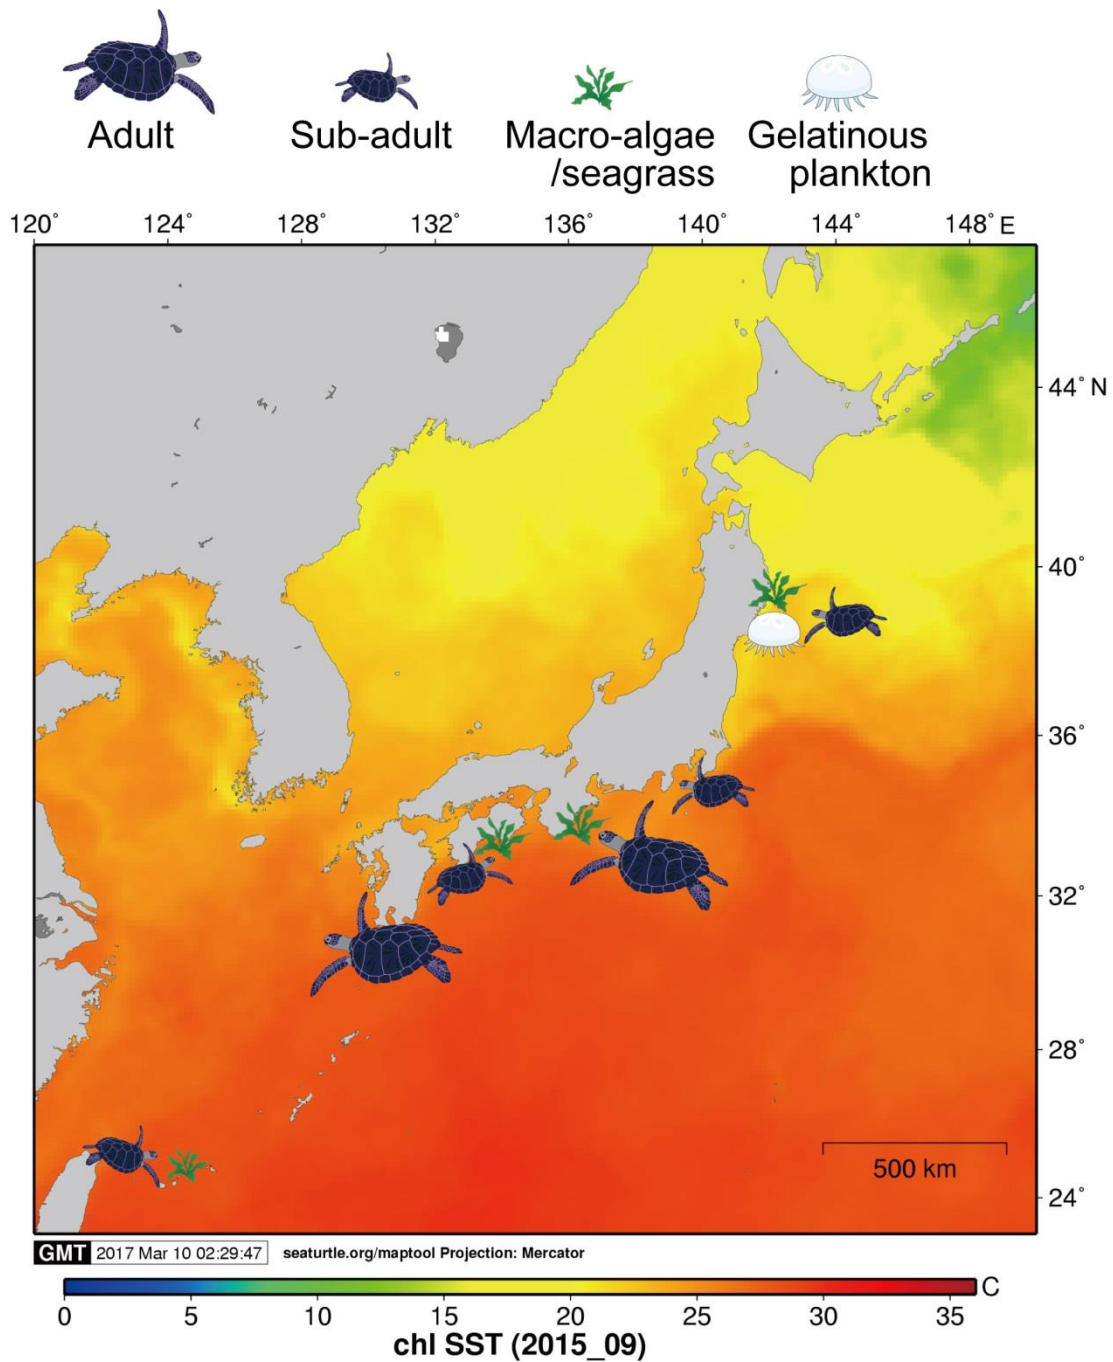 Adult
Sub-adult
Macro-algae
/seagrass
Gelatinous
plankton
120° 124° 128° 132° 136° 140° 144° 148° E
44° N
40°
36°
32°
28°
500 km
24°
GMT 2017 Mar 10 02:29:47 seaturtle.org/maptool Projection: Mercator
C
0 5 10 15 20 25 30 35
chl SST (2015_09)